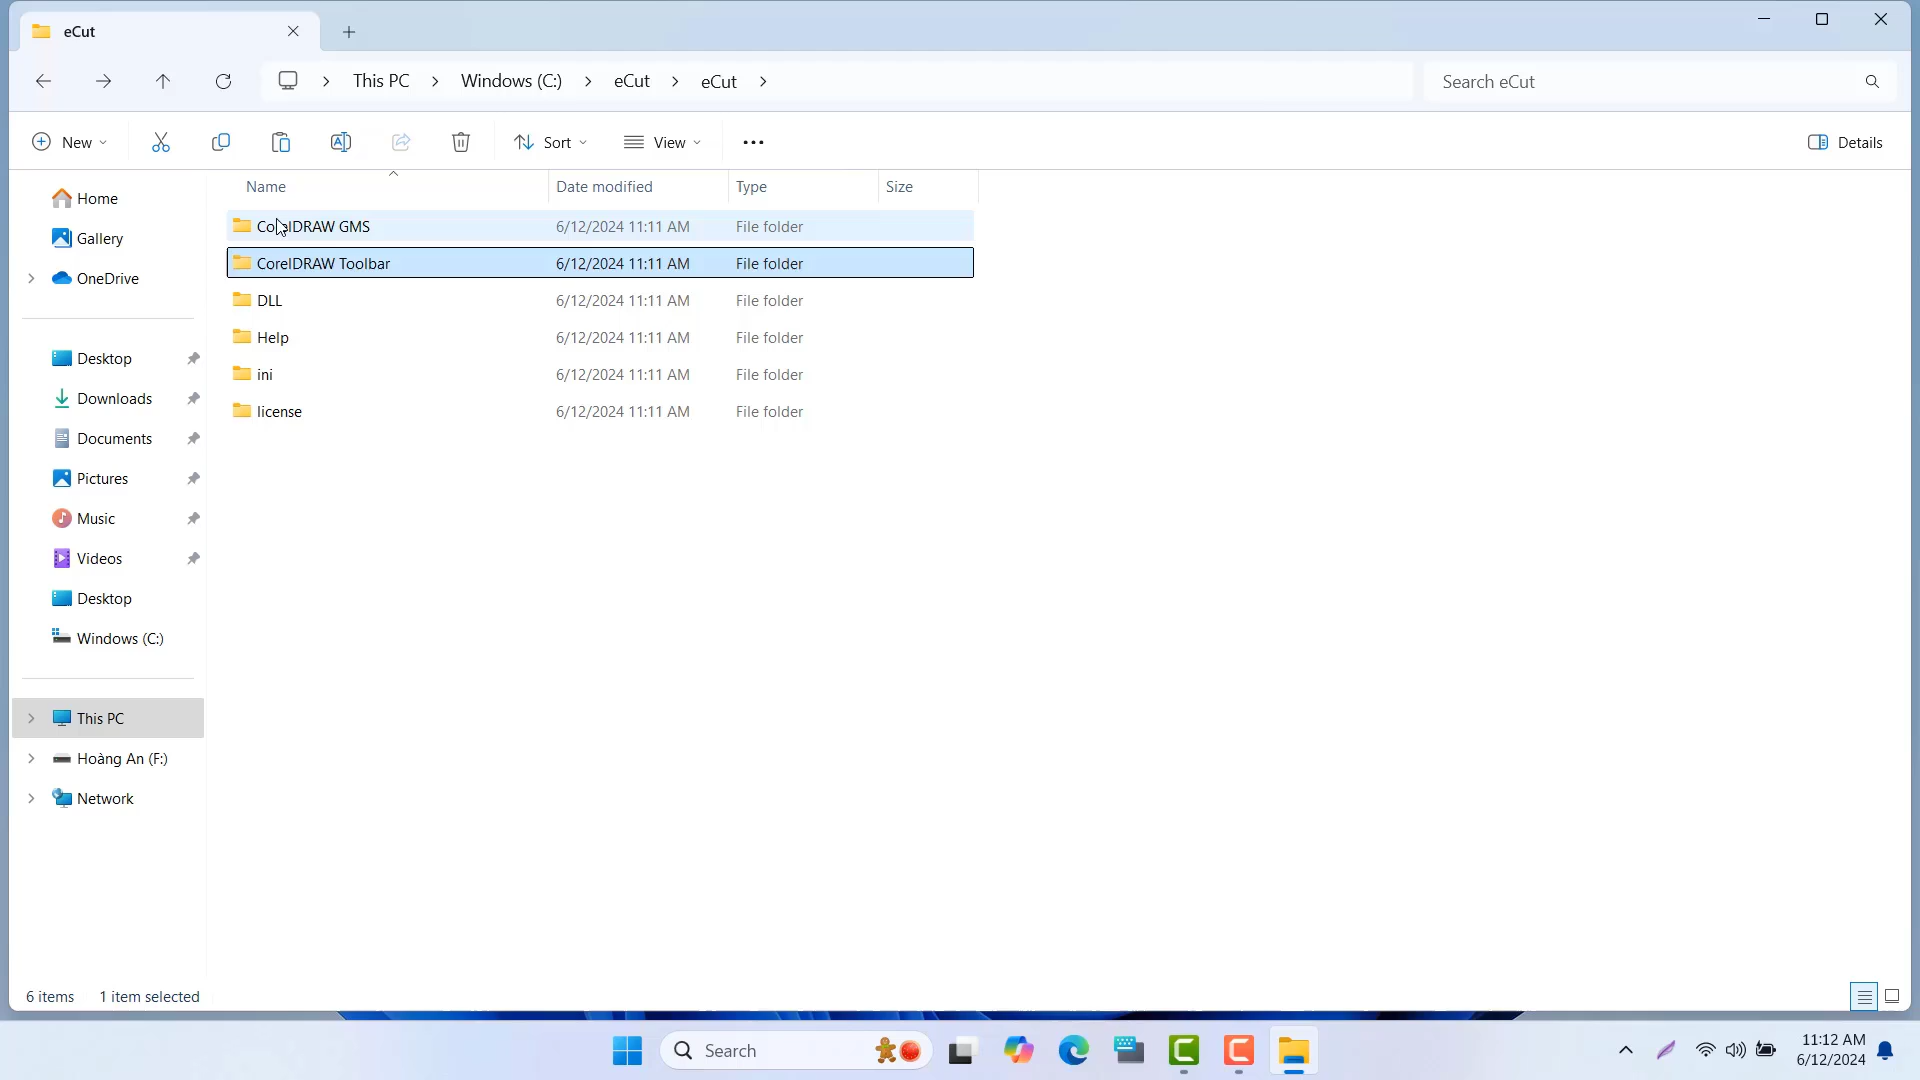 eCut
This PC
Windows (C:)
eCut
eCut
Search eCut
New
Sort
View
Details
Name
Date modified
Type
Size
Home
Gallery
OneDrive
Desktop
Downloads
Documents
Pictures
Music
Videos
Desktop
Windows (C:)
This PC
Hoàng An (F:)
Network
CorelDRAW GMS 6/12/2024 11:11 AM File folder
CorelDRAW Toolbar 6/12/2024 11:11 AM File folder
DLL 6/12/2024 11:11 AM File folder
Help 6/12/2024 11:11 AM File folder
ini 6/12/2024 11:11 AM File folder
license 6/12/2024 11:11 AM File folder
6 items 1 item selected
Search
11:12 AM
6/12/2024